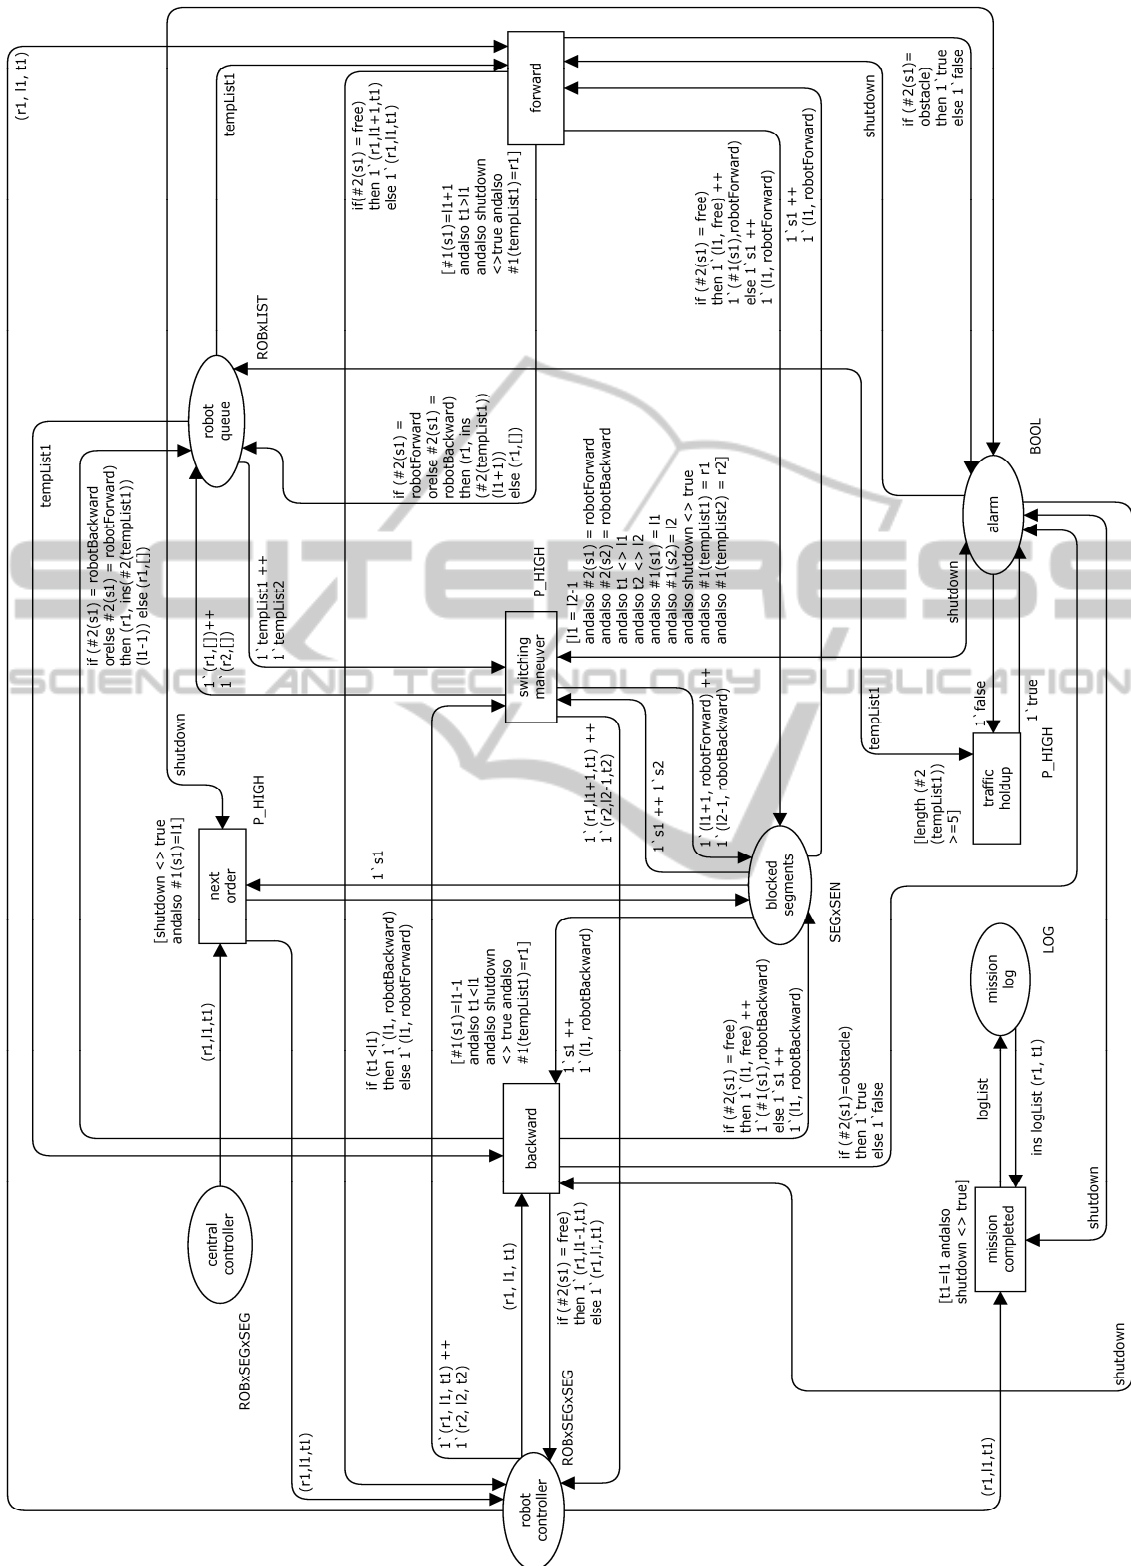 (r1, l1, t1)
tempList1
if (#2(s1) = robotBackward
orelse #2(s1) = robotForward)
then (r1, ins(#2(tempList1))
(l1-1)) else (r1,[])
shutdown
tempList1
central
controller
ROBxSEGxSEG
(r1,l1,t1)
[shutdown <> true
andalso #1(s1)=l1]
next
order
P_HIGH
1`(r1,[])++
1`(r2,[])
1`tempList1 ++
1`tempList2
robot
queue
ROBxLIST
(r1,l1,t1)
if (t1<l1)
then 1`(l1, robotBackward)
else 1`(l1, robotForward)
1`s1
if (#2(s1) =
robotForward
orelse #2(s1) =
robotBackward)
then (r1, ins
(#2(tempList1))
(l1+1))
else (r1,[])
if(#2(s1) = free)
then 1`(r1,l1+1,t1)
else 1`(r1,l1,t1)
[#1(s1)=l1+1
andalso t1>l1
andalso shutdown
<>true andalso
#1(tempList1)=r1]
forward
1`(r1, l1, t1) ++
1`(r2, l2, t2)
[#1(s1)=l1-1
andalso t1<l1
andalso shutdown
<> true andalso
#1(tempList1)=r1]
switching
maneuver
P_HIGH
[l1 = l2-1
andalso #2(s1) = robotForward
andalso #2(s2) = robotBackward
andalso t1 <> l1
andalso t2 <> l2
andalso #1(s1) = l1
andalso #1(s2)= l2
andalso shutdown <> true
andalso #1(tempList1) = r1
andalso #1(tempList2) = r2]
robot
controller
ROBxSEGxSEG
(r1, l1, t1)
if (#2(s1) = free)
then 1`(r1,l1-1,t1)
else 1`(r1,l1,t1)
backward
1`s1 ++
1`(l1, robotBackward)
1`(r1,l1+1,t1) ++
1`(r2,l2-1,t2)
1`s1 ++ 1`s2
1`(l1+1, robotForward) ++
1`(l2-1, robotBackward)
if (#2(s1) = free)
then 1`(l1, free) ++
1`(#1(s1),robotForward)
else 1`s1 ++
1`(l1, robotForward)
1`s1 ++
1`(l1, robotForward)
if (#2(s1) = free)
then 1`(l1, free) ++
1`(#1(s1),robotBackward)
else 1`s1 ++
1`(l1, robotBackward)
blocked
segments
SEGxSEN
if (#2(s1)=obstacle)
then 1`true
else 1`false
tempList1
shutdown
if (#2(s1)=
obstacle)
then 1`true
else 1`false
[length (#2
(tempList1))
>=5]
traffic
holdup
P_HIGH
1`false
1`true
shutdown
alarm
BOOL
[t1=l1 andalso
shutdown <> true]
mission
completed
logList
ins logList (r1, t1)
mission
log
LOG
(r1,l1,t1)
shutdown
shutdown
SCITEPRESS
SCIENCE AND TECHNOLOGY PUBLICATIONS